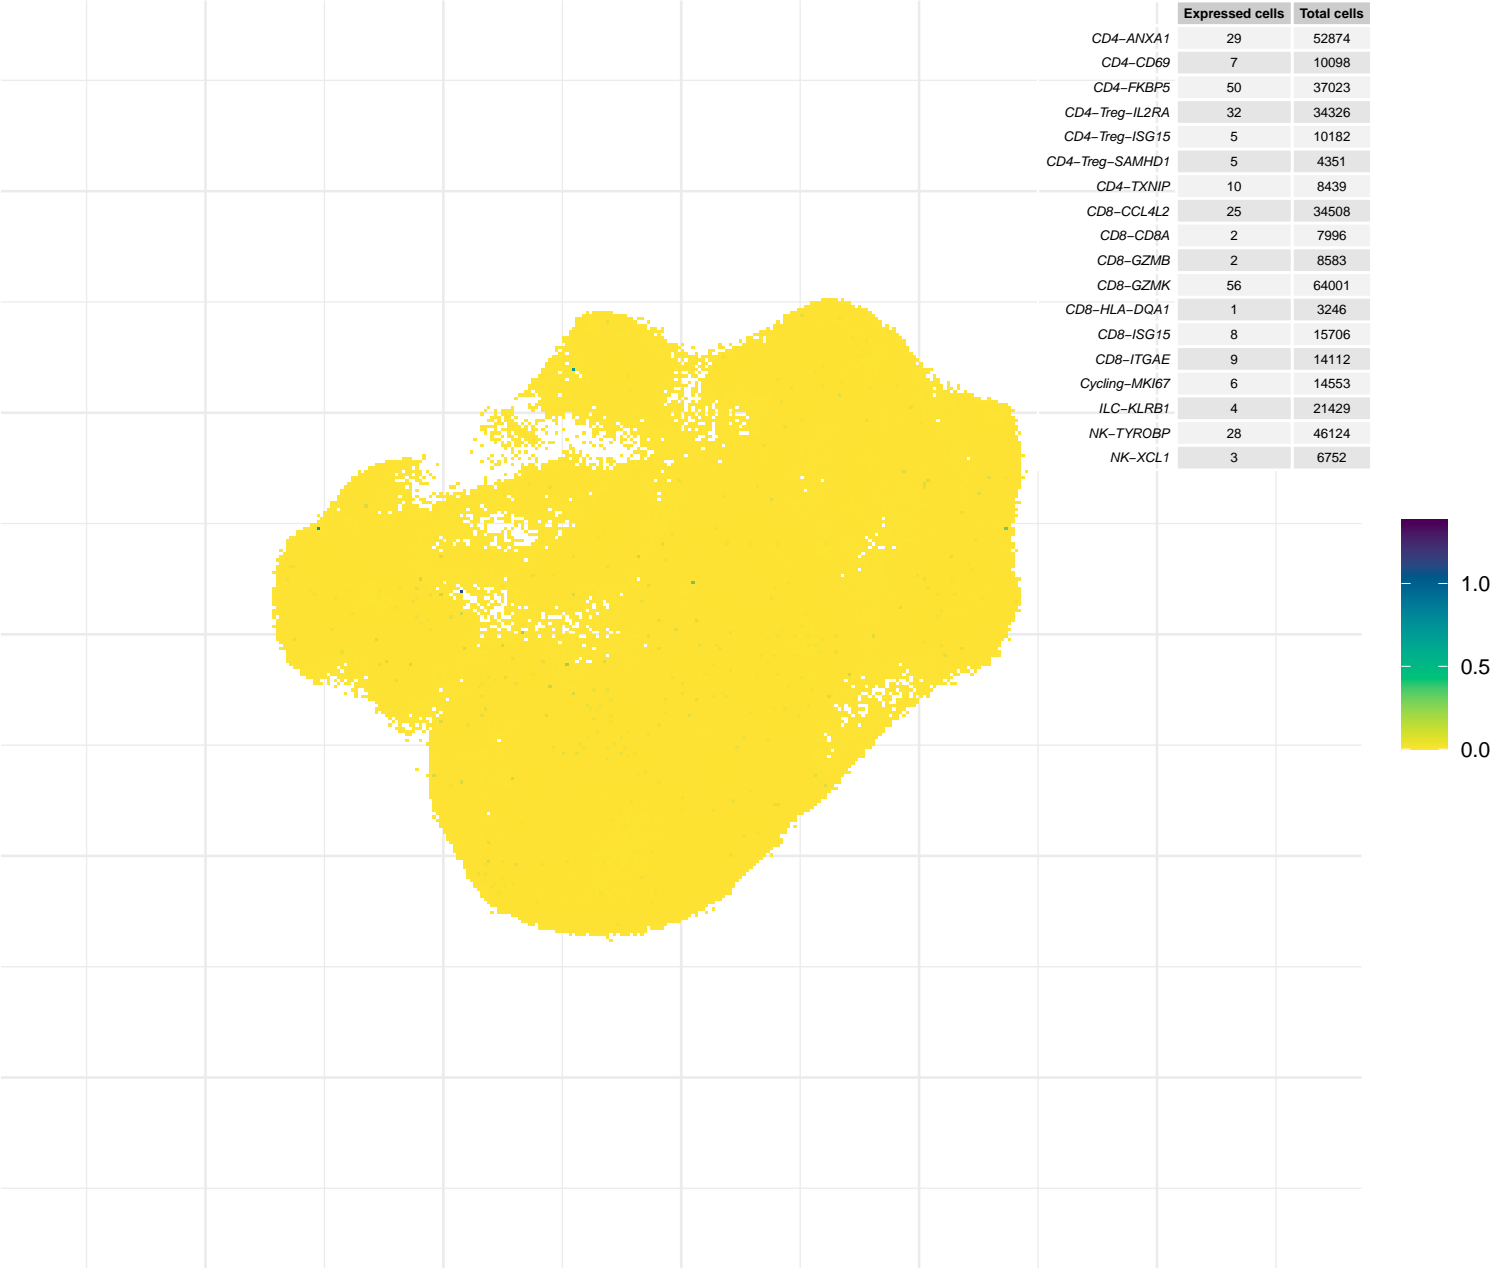 Expressed cells Total cells
CD4−ANXA1 29 52874
CD4−CD69 7 10098
CD4−FKBP5 50 37023
CD4−Treg−IL2RA 32 34326
CD4−Treg−ISG15 5 10182
CD4−Treg−SAMHD1 5 4351
CD4−TXNIP 10 8439
CD8−CCL4L2 25 34508
CD8−CD8A 2 7996
CD8−GZMB 2 8583
CD8−GZMK 56 64001
CD8−HLA−DQA1 1 3246
CD8−ISG15 8 15706
CD8−ITGAE 9 14112
Cycling−MKI67 6 14553
ILC−KLRB1 4 21429
NK−TYROBP 28 46124
NK−XCL1 3 6752
1.0
0.5
0.0